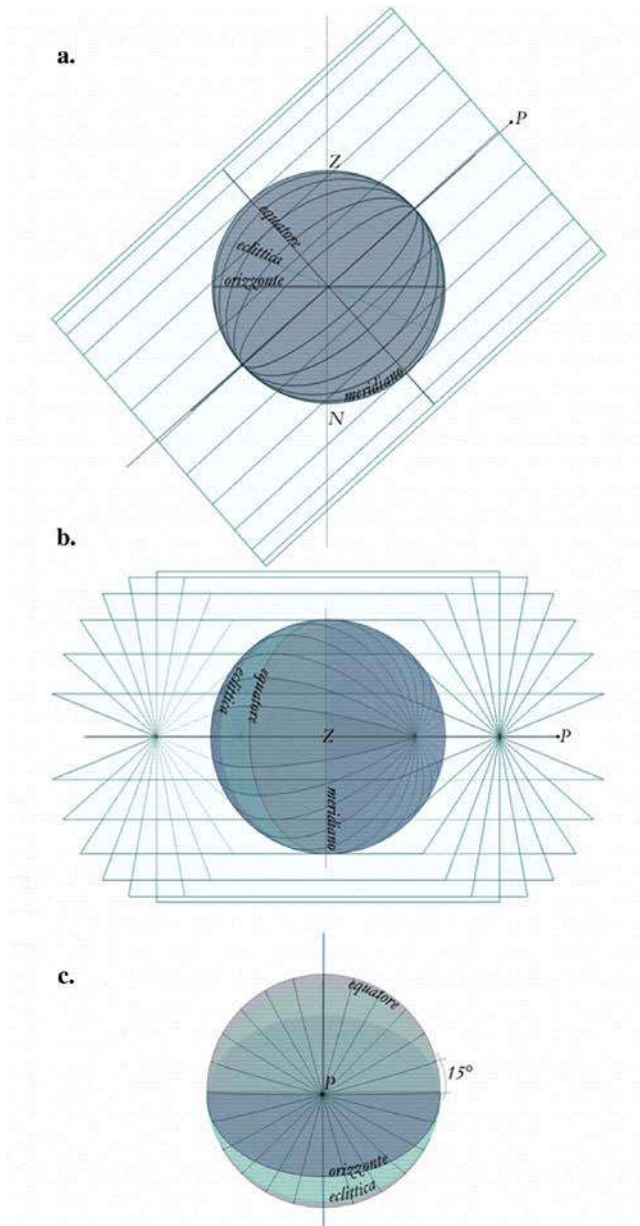 a.
P
Z
equatore
eclittica
orizzonte
meridiano
N
b.
eclittica
equatore
Z
P
meridiano
c.
equatore
15°
P
orizzonte
eclittica